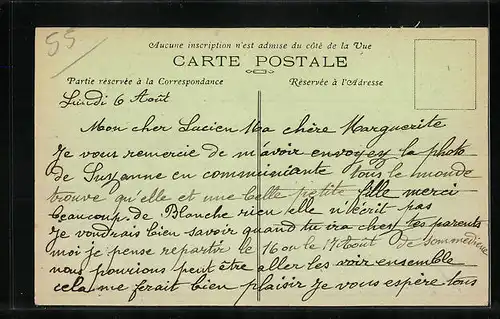 55
Aucune inscription n'est admise du côté de la Vue
CARTE POSTALE
Partie réservée à la Correspondance
Réservée à l'Adresse
Lundi 6 Août
Mon cher Lucien Ma chère Marguerite
Je vous remercie de m'avoir envoyez la photo
de Suzanne en communiante tous le monde
trouve qu'elle et une belle petite fille merci
beaucoup. de Blanche rien elle n'écrit pas
Je voudrais bien savoir quand tu ira chez tes parents
moi je pense repartir le 16 ou le 17 Août de Sommedieue
nous pourions peut être aller les voir ensemble
cela me ferait bien plaisir Je vous espère tous